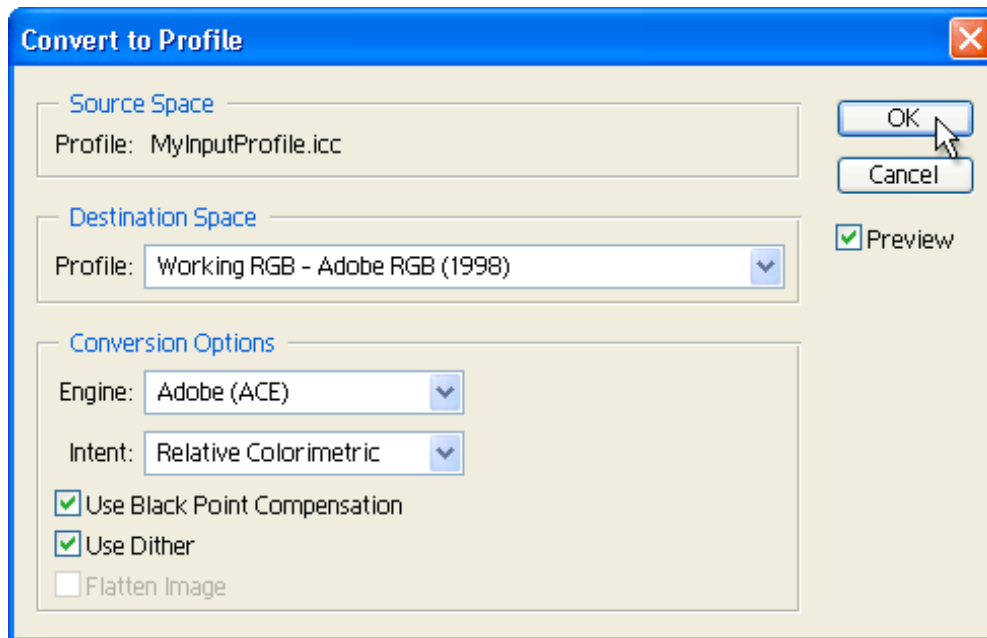 Convert to Profile
Source Space
Profile: MyInputProfile.icc
OK
Cancel
Preview
Destination Space
Profile: Working RGB - Adobe RGB (1998)
Conversion Options
Engine: Adobe (ACE)
Intent: Relative Colorimetric
Use Black Point Compensation
Use Dither
Flatten Image